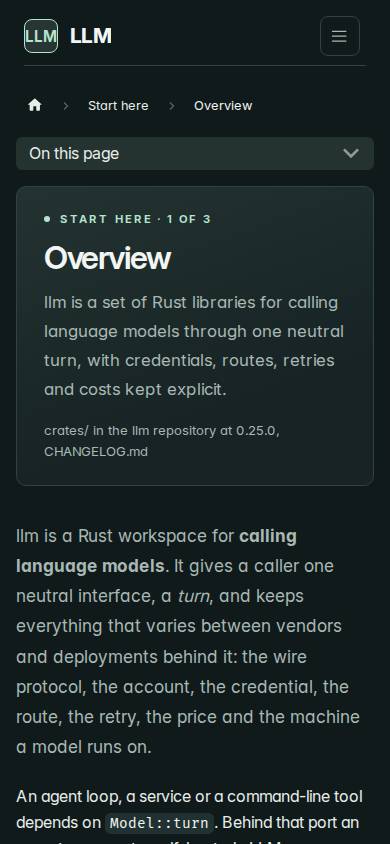 LLM LLM
Start here Overview
On this page
START HERE · 1 OF 3
Overview
llm is a set of Rust libraries for calling
language models through one neutral
turn, with credentials, routes, retries
and costs kept explicit.
crates/ in the llm repository at 0.25.0,
CHANGELOG.md
llm is a Rust workspace for calling
language models. It gives a caller one
neutral interface, a turn, and keeps
everything that varies between vendors
and deployments behind it: the wire
protocol, the account, the credential, the
route, the retry, the price and the machine
a model runs on.
An agent loop, a service or a command-line tool
depends on Model::turn. Behind that port an